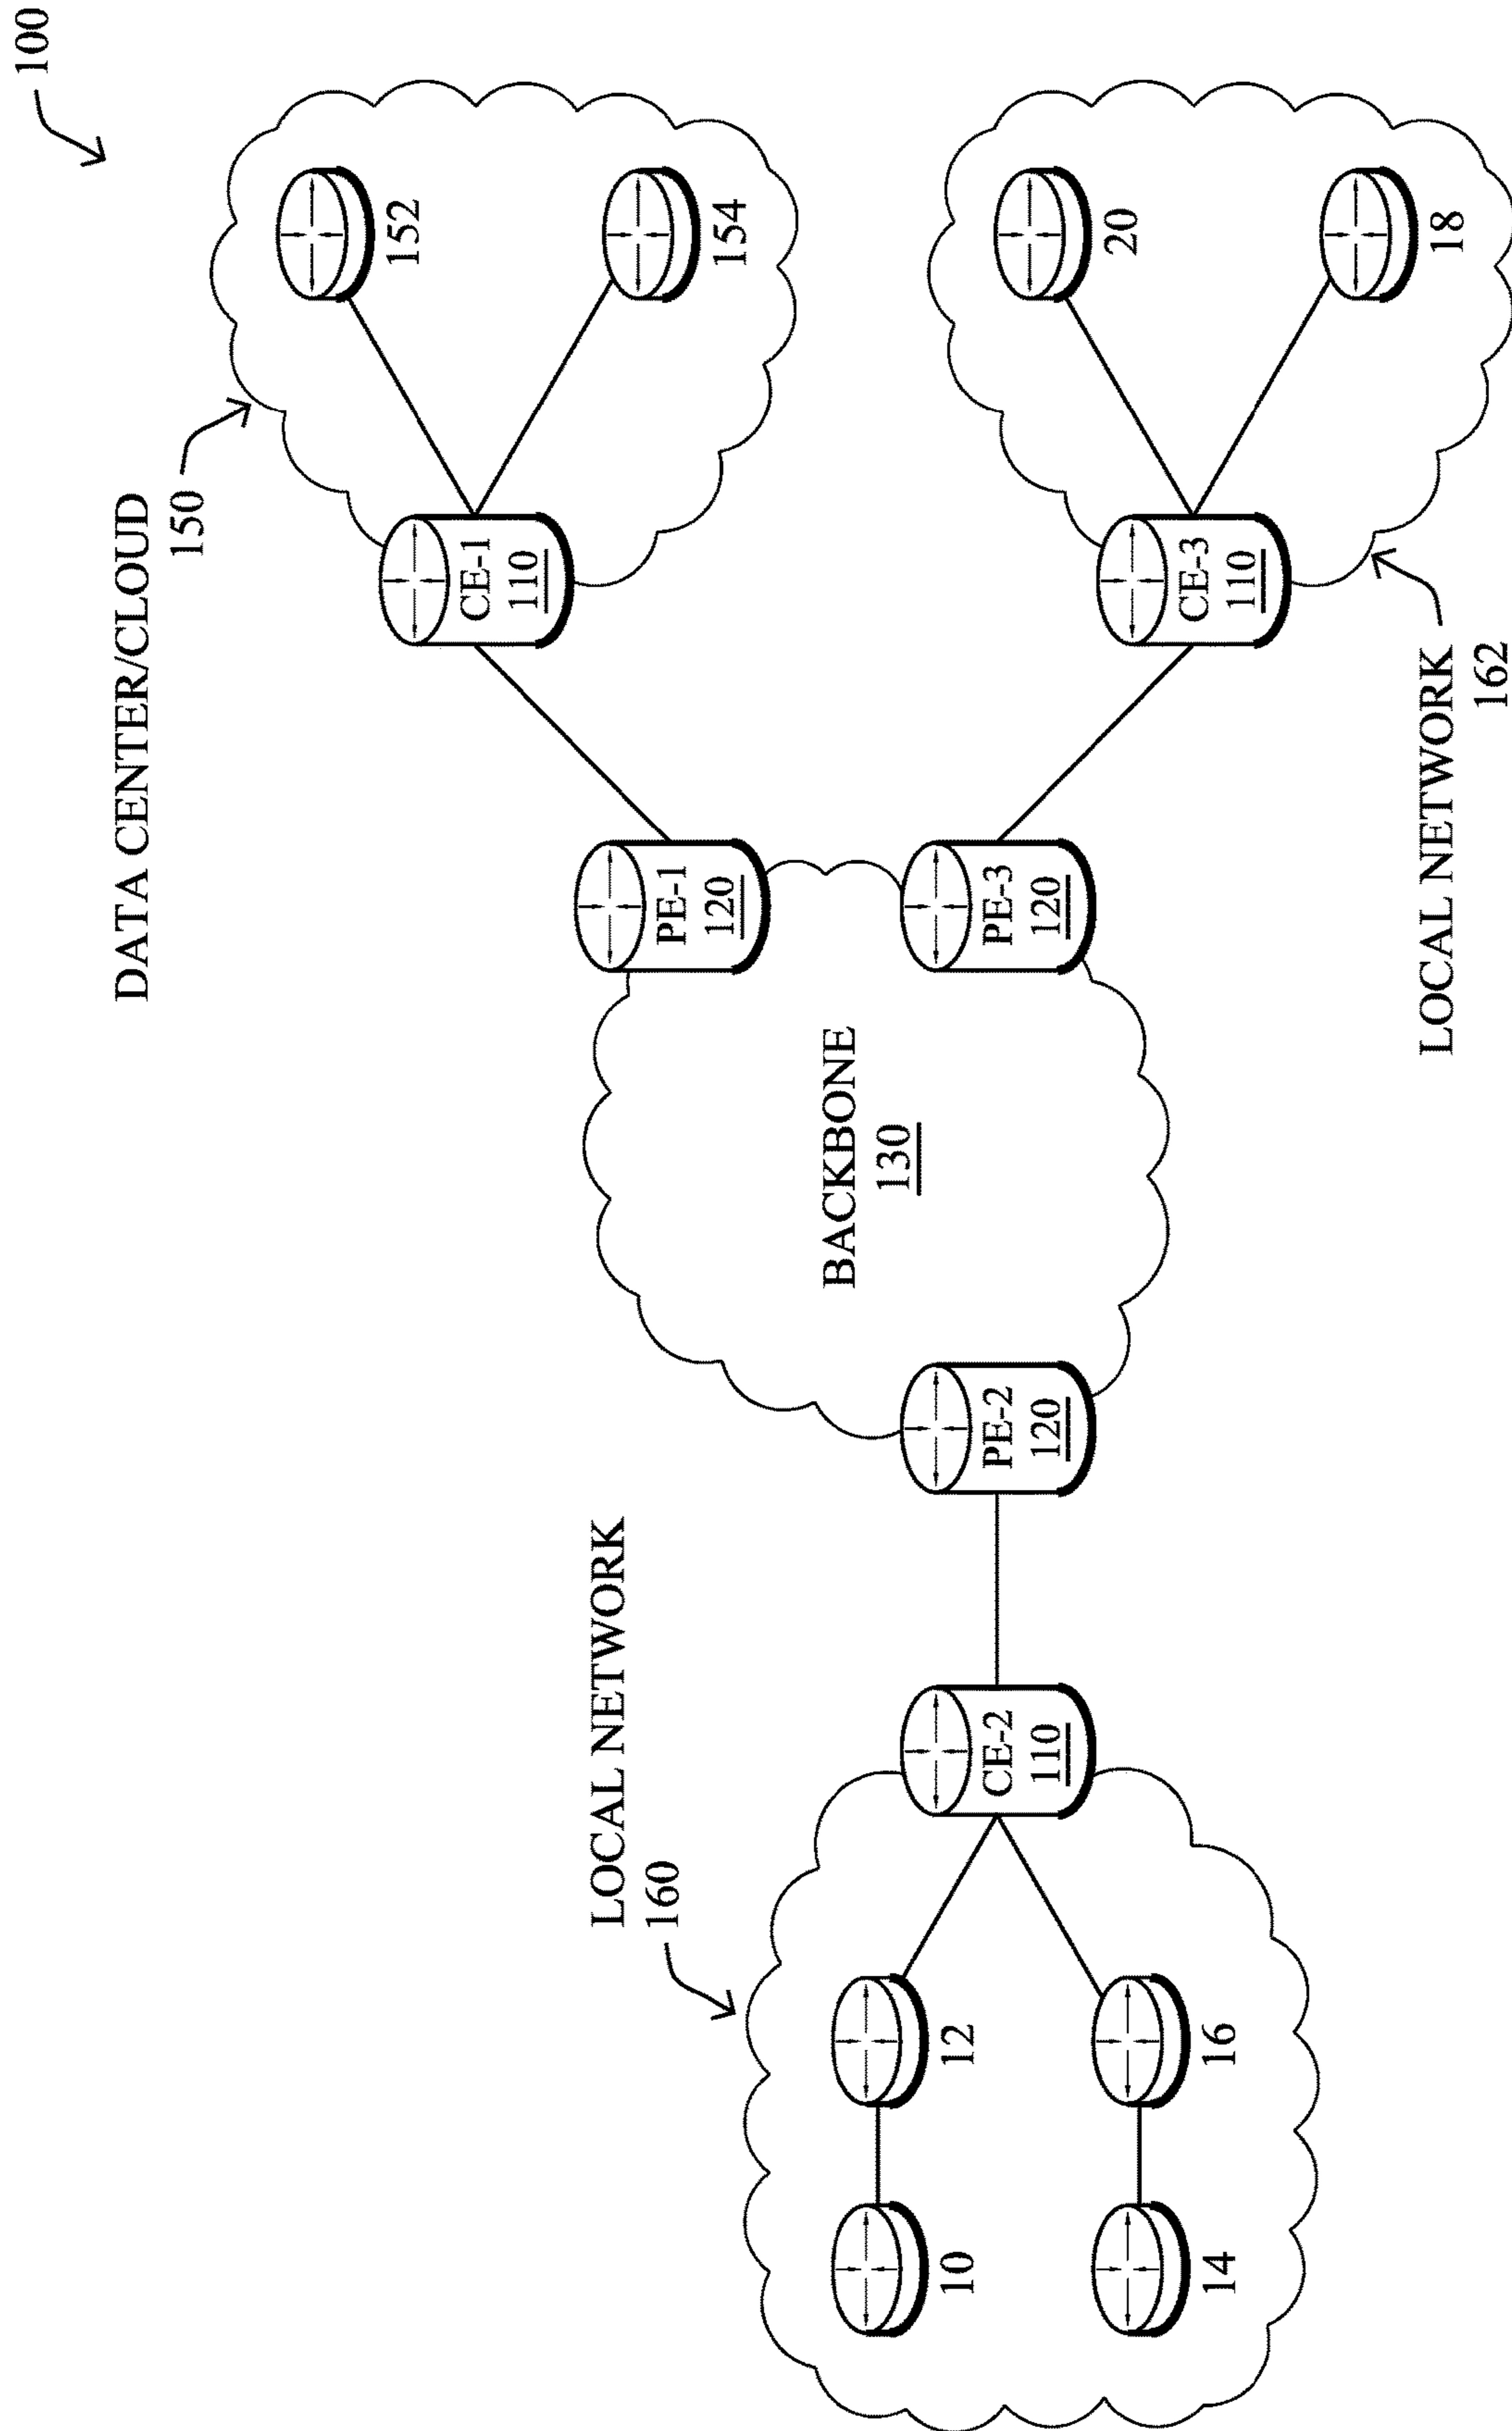 100
DATA CENTER/CLOUD
150
152
154
CE-1
110
PE-1
120
BACKBONE
130
PE-3
120
PE-2
120
CE-3
110
20
18
LOCAL NETWORK
162
LOCAL NETWORK
160
CE-2
110
12
10
16
14